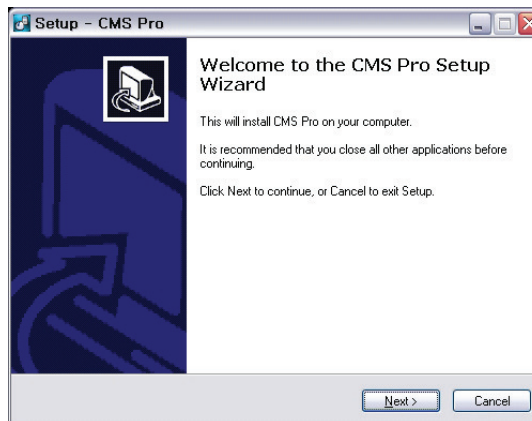 Setup - CMS Pro
Welcome to the CMS Pro Setup
Wizard
This will install CMS Pro on your computer.
It is recommended that you close all other applications before
continuing.
Click Next to continue, or Cancel to exit Setup.
Next >
Cancel